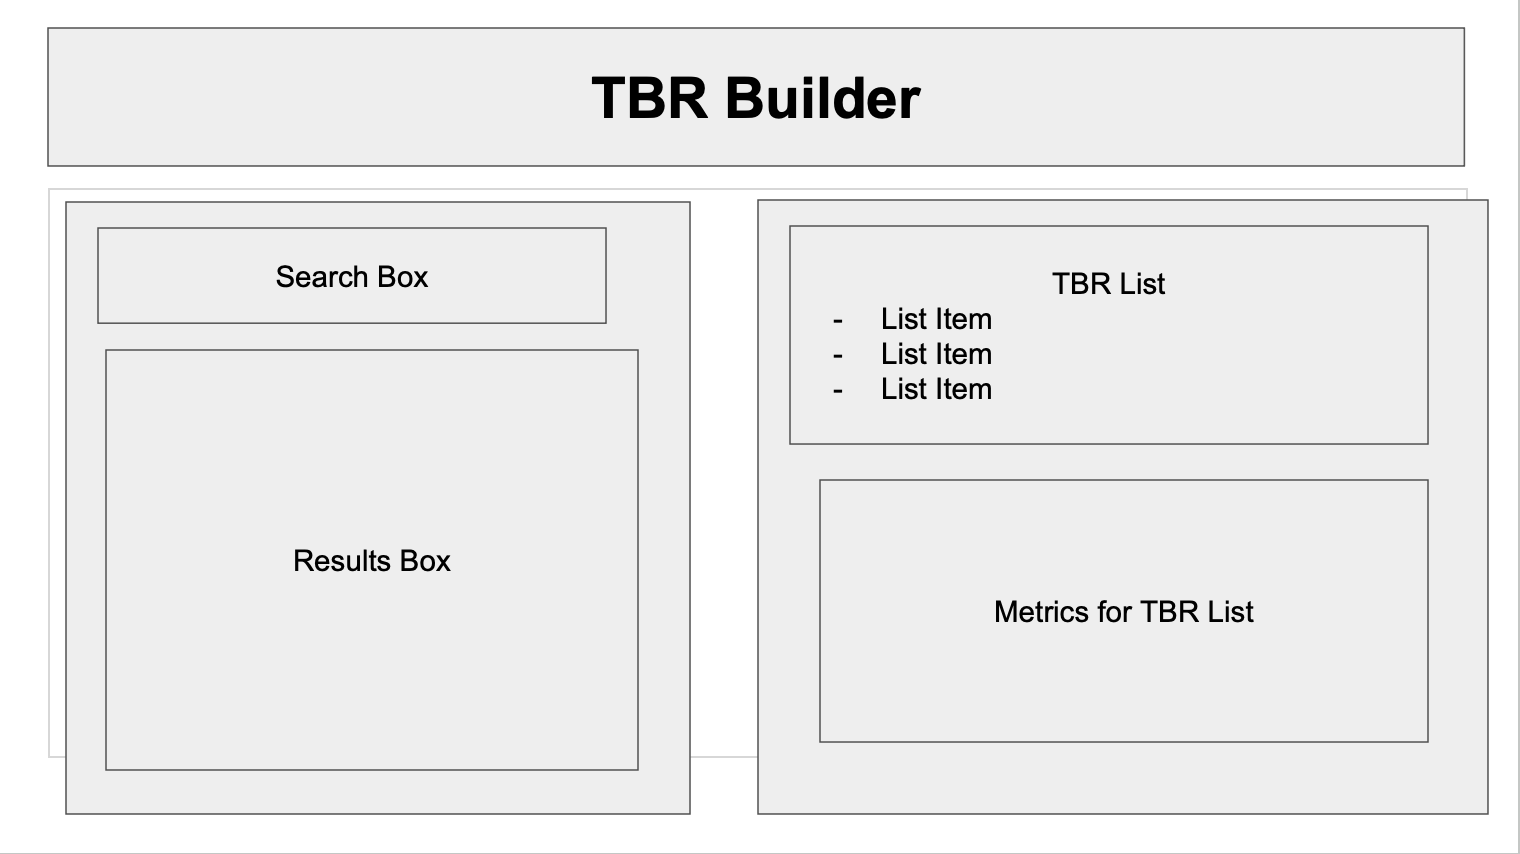 TBR Builder
Search Box
Results Box
TBR List
- List Item
- List Item
- List Item
Metrics for TBR List